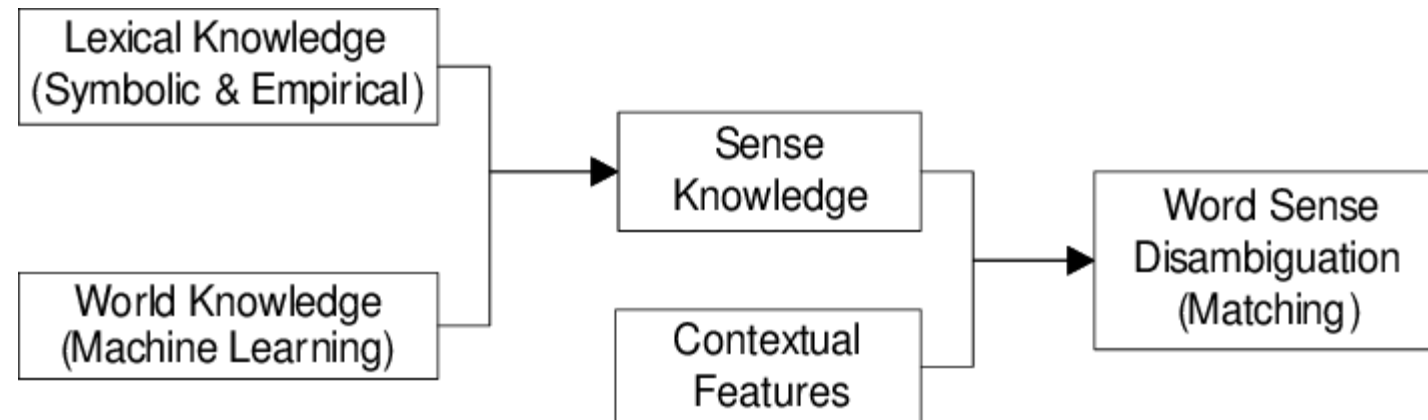 Lexical Knowledge
(Symbolic & Empirical)
World Knowledge
(Machine Learning)
Sense
Knowledge
Contextual
Features
Word Sense
Disambiguation
(Matching)